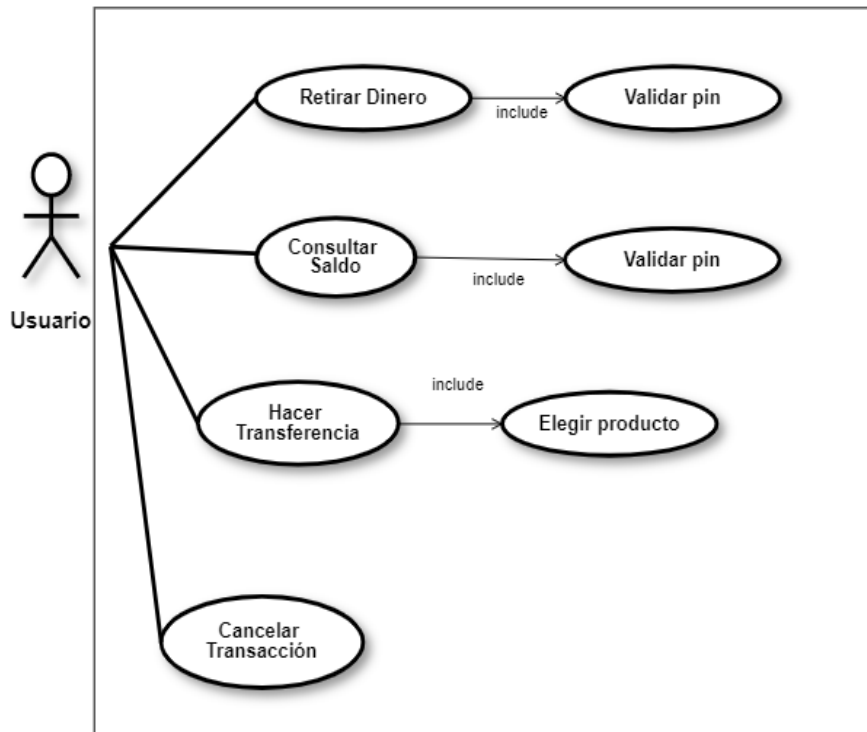 Retirar Dinero
include
Validar pin
Consultar
Saldo
include
Validar pin
Usuario
Hacer
Transferencia
include
Elegir producto
Cancelar
Transacción